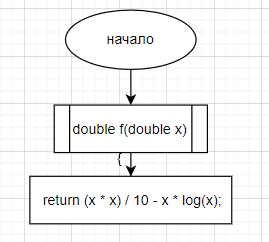 начало
double f(double x)
{
return (x * x) / 10 - x * log(x);